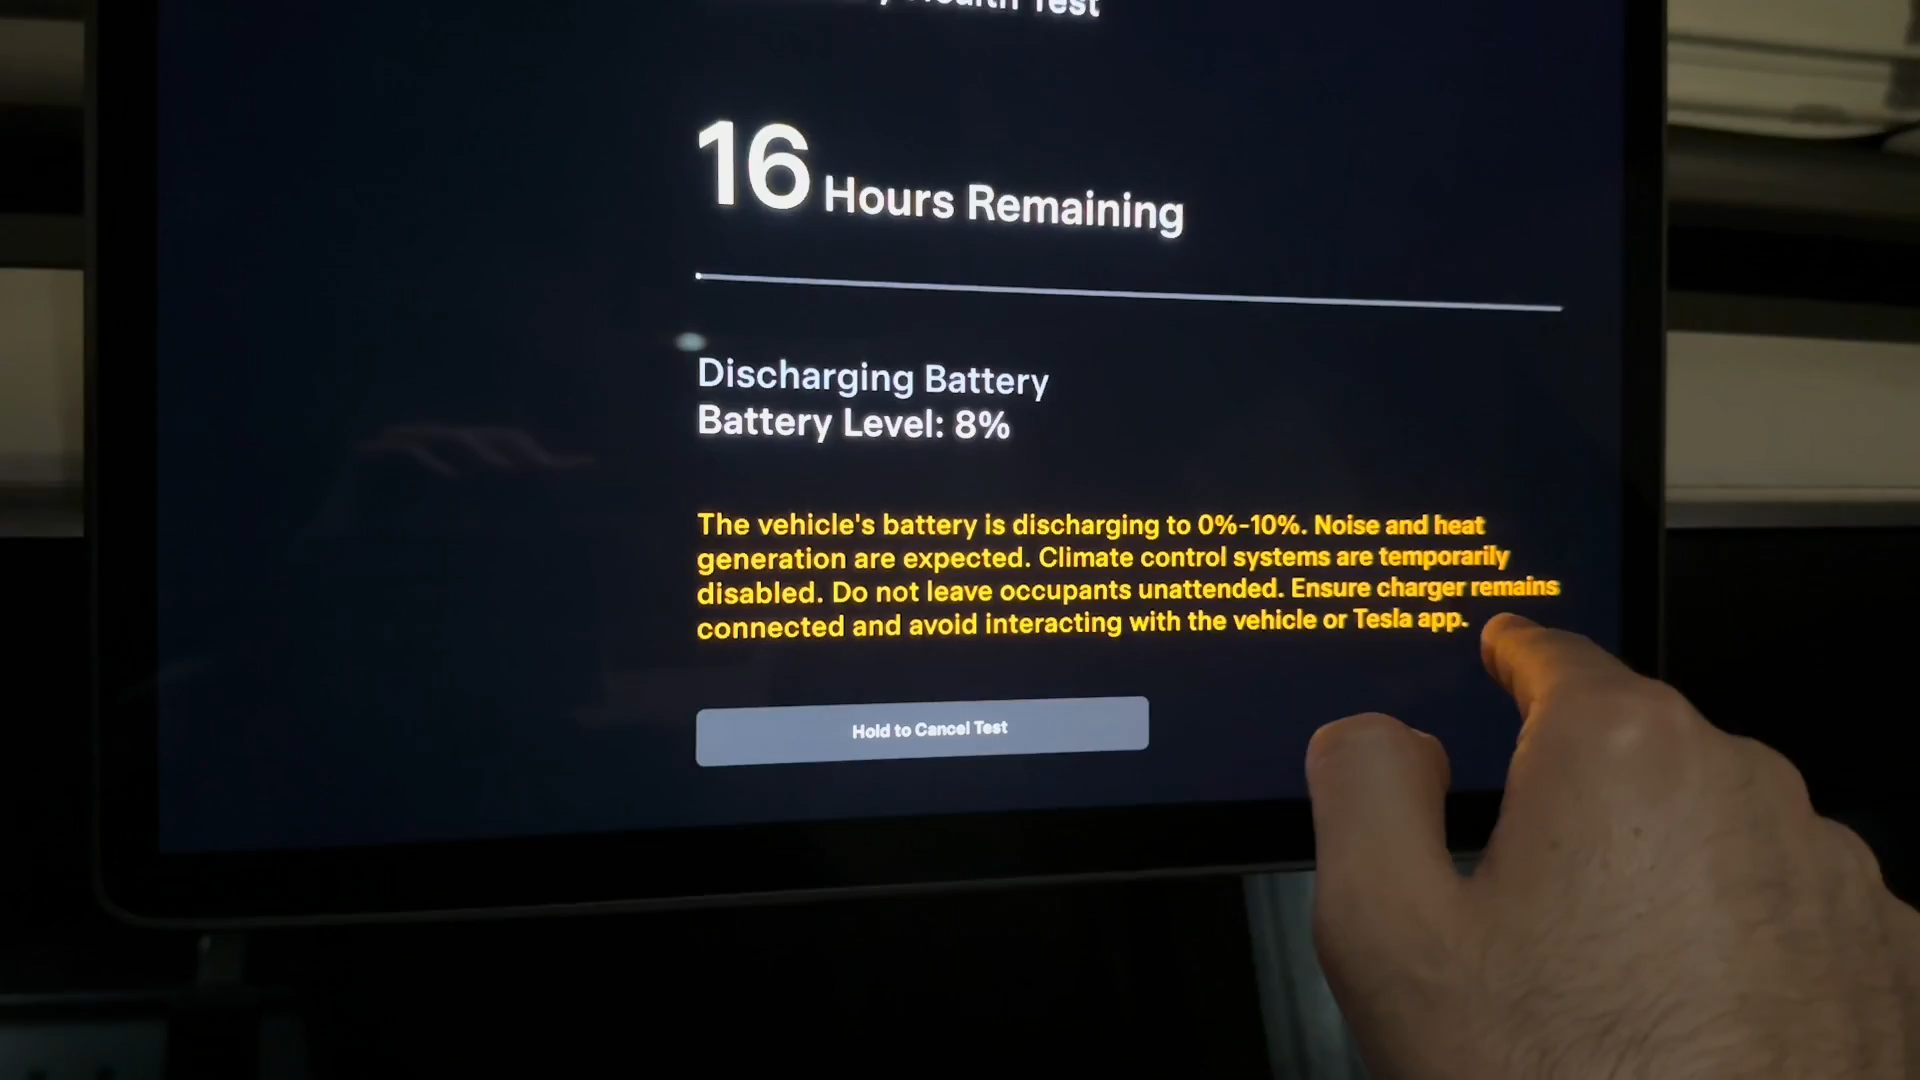 Health Test
16 Hours Remaining
Discharging Battery
Battery Level: 8%
The vehicle's battery is discharging to 0%-10%. Noise and heat
generation are expected. Climate control systems are temporarily
disabled. Do not leave occupants unattended. Ensure charger remains
connected and avoid interacting with the vehicle or Tesla app.
Hold to Cancel Test